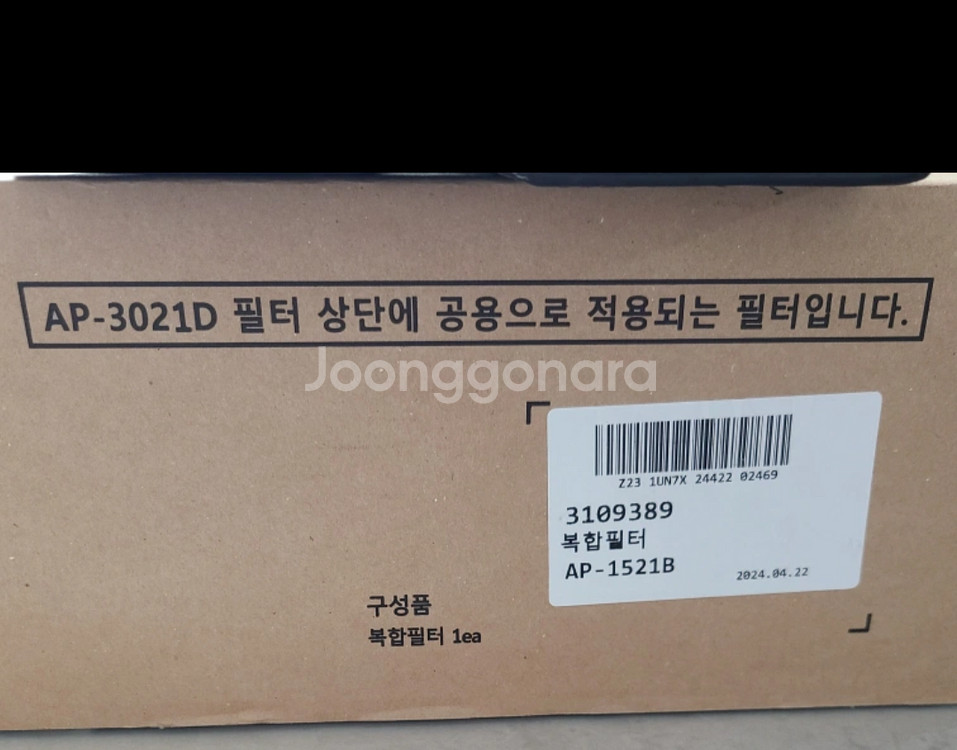 AP-3021D 필터 상단에 공용으로 적용되는 필터입니다.
Joonggonara
Z23 1UN7X 24422 02469
3109389
복합필터
AP-1521B
2024.04.22
구성품
복합필터 1ea